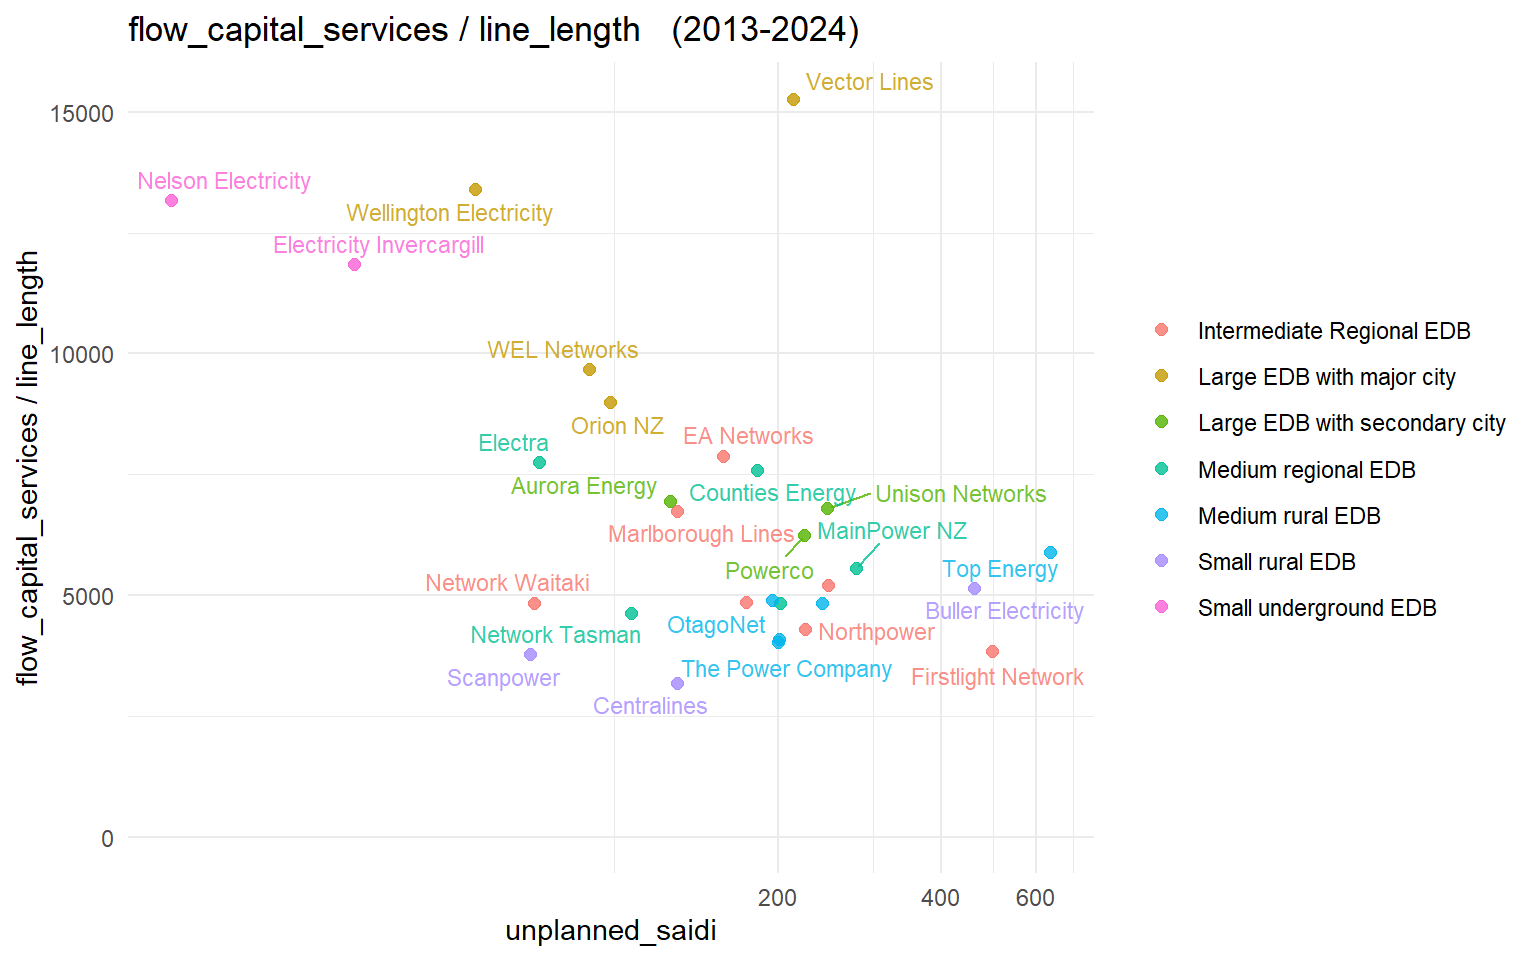 flow_capital_services / line_length (2013-2024)
flow_capital_services / line_length
15000
10000
5000
0
Vector Lines
Nelson Electricity
Wellington Electricity
Electricity Invercargill
WEL Networks
Orion NZ
EA Networks
Electra
Aurora Energy
Counties Energy
Unison Networks
Marlborough Lines
MainPower NZ
Powerco
Top Energy
Network Waitaki
Buller Electricity
OtagoNet
Northpower
Network Tasman
The Power Company
Firstlight Network
Scanpower
Centralines
200
400
600
unplanned_saidi
Intermediate Regional EDB
Large EDB with major city
Large EDB with secondary city
Medium regional EDB
Medium rural EDB
Small rural EDB
Small underground EDB